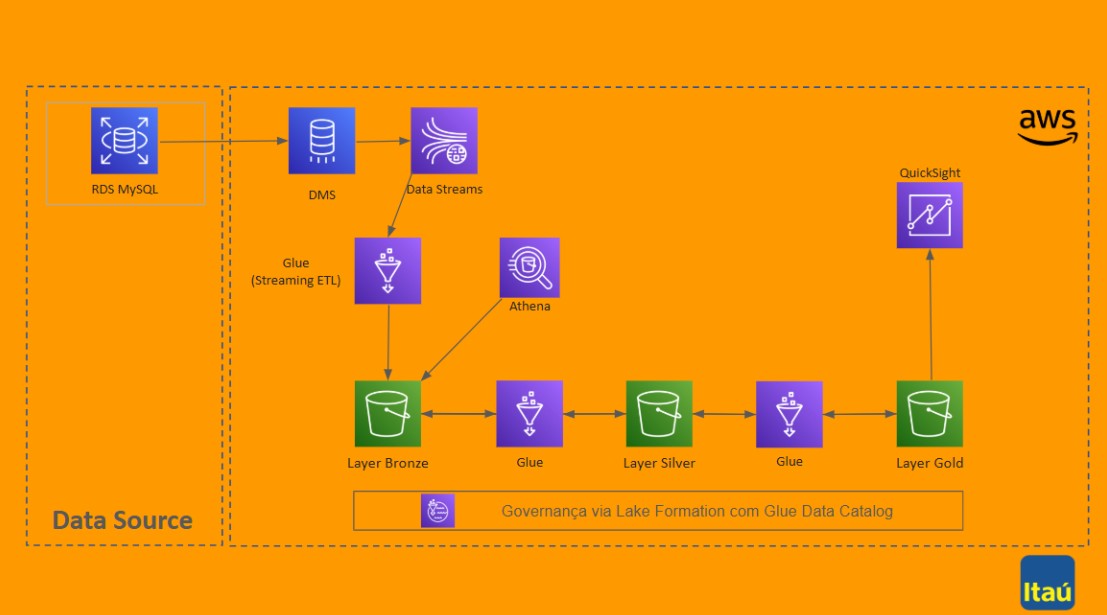 aws
QuickSight
RDS MySQL
DMS
Data Streams
Glue
(Streaming ETL)
Athena
Layer Bronze
Glue
Layer Silver
Glue
Layer Gold
Governança via Lake Formation com Glue Data Catalog
Data Source
Itaú